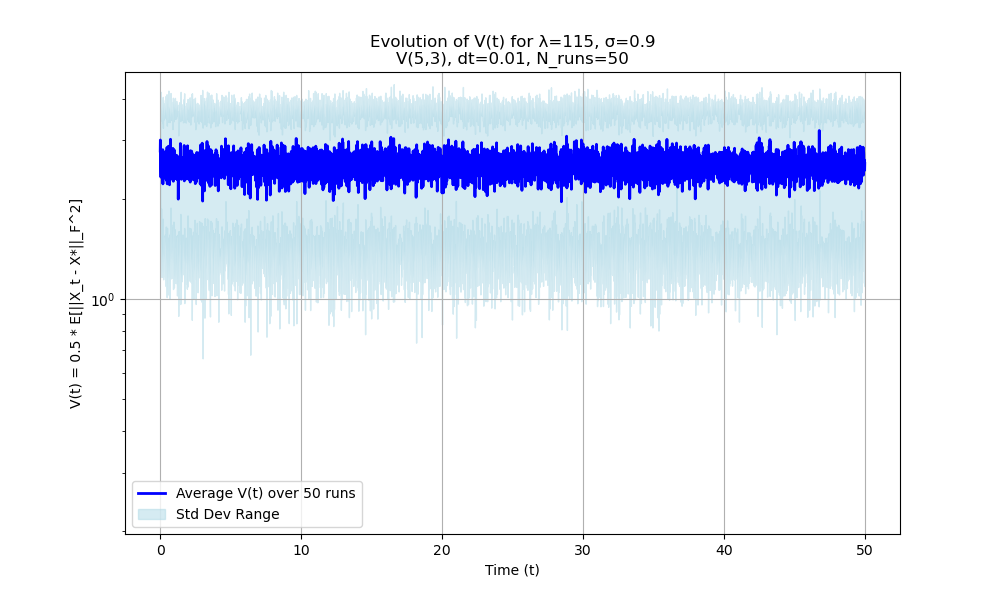 Evolution of V(t) for λ=115, σ=0.9
V(5,3), dt=0.01, N_runs=50
V(t) = 0.5 * E[||X_t - X*||_F^2]
10^0
Average V(t) over 50 runs
Std Dev Range
0 10 20 30 40 50
Time (t)